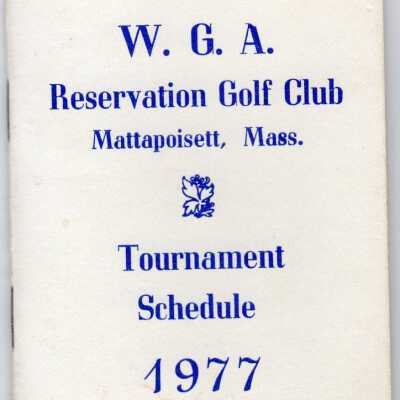 W. G. A.
Reservation Golf Club
Mattapoisett, Mass.
Tournament
Schedule
1977